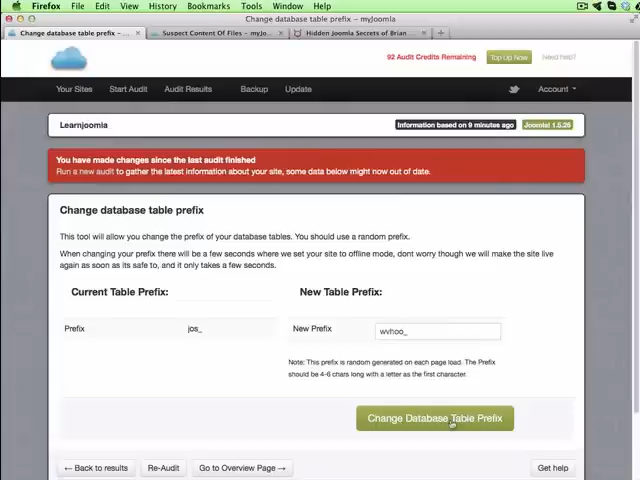 Firefox File Edit View History Bookmarks Tools Window Help
Change database table prefix - myJoomla
Change database table prefix - ... Suspect Content Of Files - myJo... Hidden Joomla Secrets of Brian ...
92 Audit Credits Remaining Top Up Now Need help?
Your Sites Start Audit Audit Results Backup Update Account
Learnjoomla Information based on 9 minutes ago Joomla! 1.5.26
You have made changes since the last audit finished
Run a new audit to gather the latest information about your site, some data below might now out of date.
Change database table prefix
This tool will allow you change the prefix of your database tables. You should use a random prefix.
When changing your prefix there will be a few seconds where we set your site to offline mode, dont worry though we will make the site live
again as soon as its safe to, and it only takes a few seconds.
Current Table Prefix: New Table Prefix:
Prefix jos_ New Prefix wvhoo_
Note: This prefix is random generated on each page load. The Prefix
should be 4-6 chars long with a letter as the first character.
Change Database Table Prefix
← Back to results Re-Audit Go to Overview Page → Get help